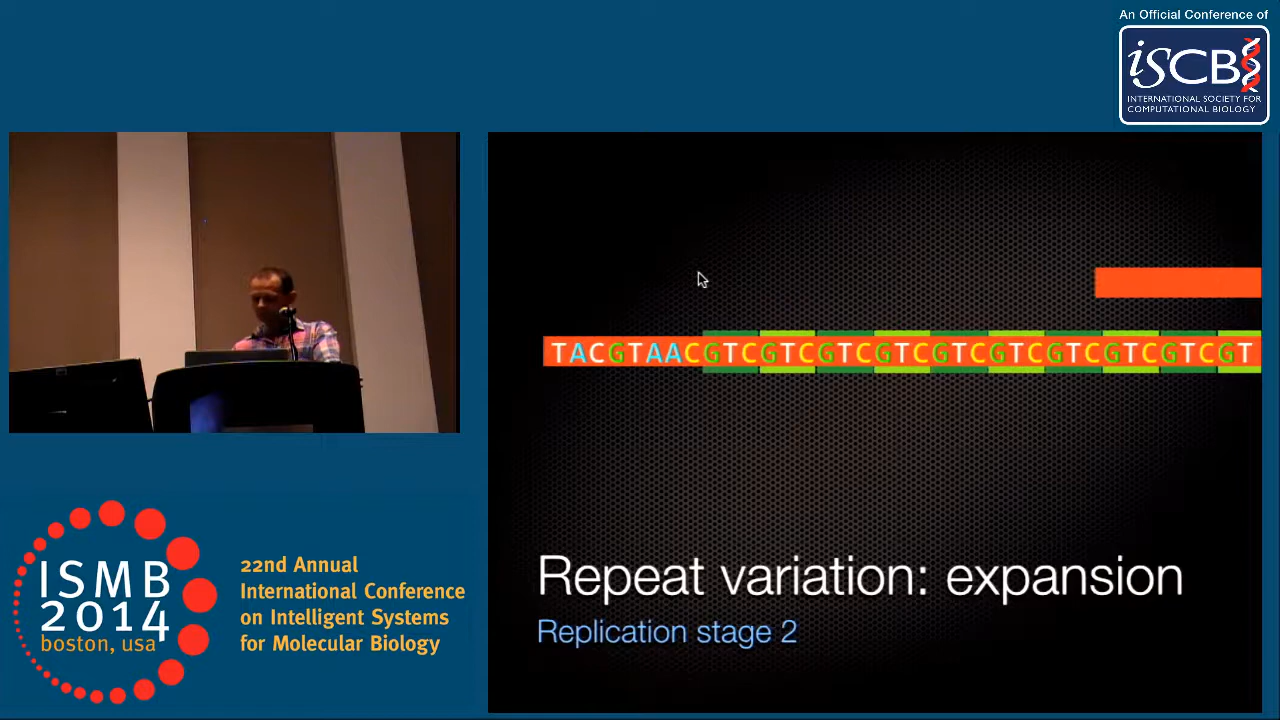 An Official Conference of
iSCB
INTERNATIONAL SOCIETY FOR
COMPUTATIONAL BIOLOGY
TACGTAACGTCGTCGTCGTCGTCGTCGTCGTCGTCGT
Repeat variation: expansion
Replication stage 2
ISMB
2014
boston, usa
22nd Annual
International Conference
on Intelligent Systems
for Molecular Biology